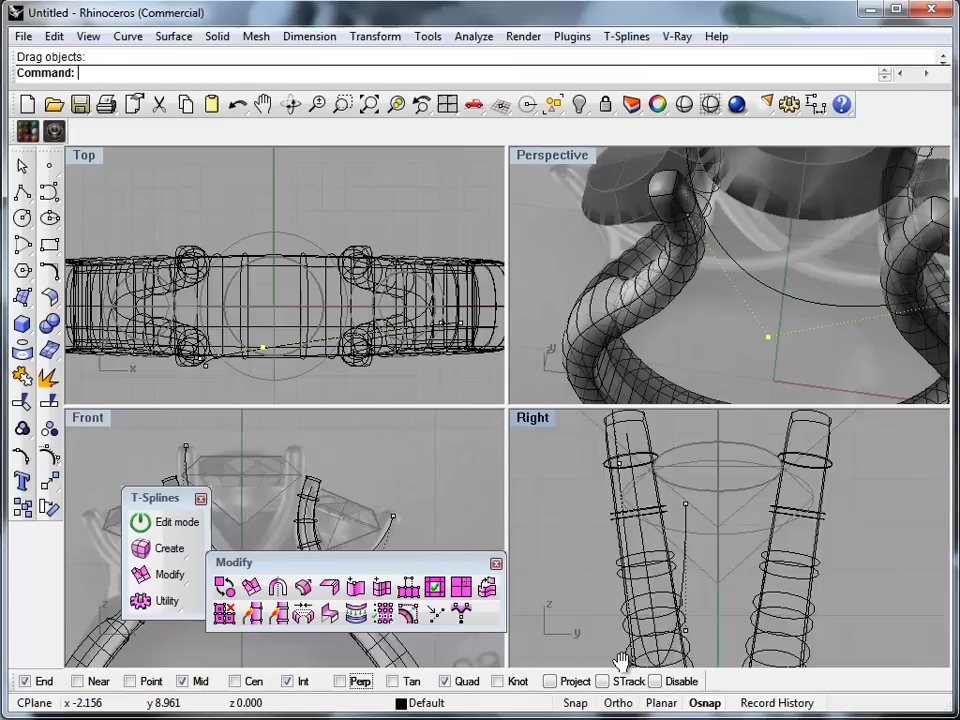 Untitled - Rhinoceros (Commercial)
File Edit View Curve Surface Solid Mesh Dimension Transform Tools Analyze Render Plugins T-Splines V-Ray Help
Drag objects:
Command:
Top
Perspective
x
y
Front
Right
T-Splines
Edit mode
Create
Modify
Utility
Modify
z
z
y
End Near Point Mid Cen Int Perp Tan Quad Knot Project STrack Disable
CPlane x -2.156 y 8.961 z 0.000 Default Snap Ortho Planar Osnap Record History